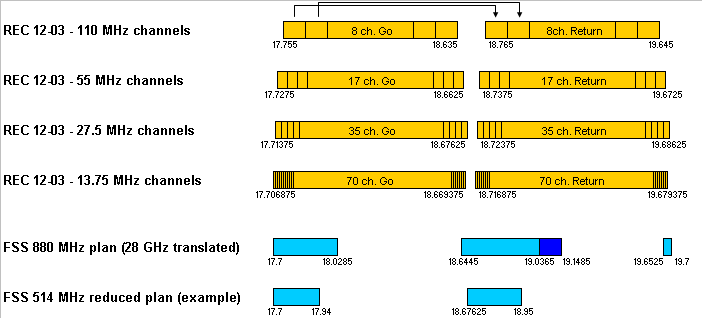 REC 12-03 - 110 MHz channels
8 ch. Go
8ch. Return
17.755
18.635
18.765
19.645
REC 12-03 - 55 MHz channels
17 ch. Go
17 ch. Return
17.7275
18.6625
18.7375
19.6725
REC 12-03 - 27.5 MHz channels
35 ch. Go
35 ch. Return
17.71375
18.67625
18.72375
19.68625
REC 12-03 - 13.75 MHz channels
70 ch. Go
70 ch. Return
17.706875
18.669375
18.716875
19.679375
FSS 880 MHz plan (28 GHz translated)
17.7
18.0285
18.6445
19.0365
19.1485
19.6525
19.7
FSS 514 MHz reduced plan (example)
17.7
17.94
18.67625
18.95